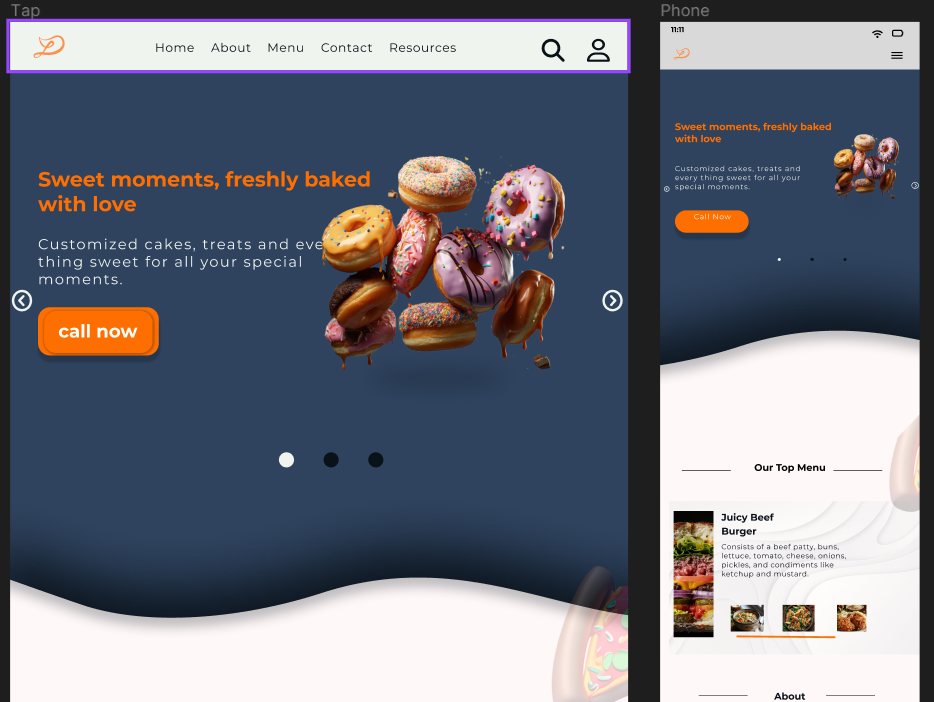 Tap
Phone
Home About Menu Contact Resources
Sweet moments, freshly baked
with love
Customized cakes, treats and eve
thing sweet for all your special
moments.
call now
11:11
Sweet moments, freshly baked
with love
Customized cakes, treats and
every thing sweet for all your
special moments.
Call Now
Our Top Menu
Juicy Beef
Burger
Consists of a beef patty, buns,
lettuce, tomato, cheese, onions,
pickles, and condiments like
ketchup and mustard.
About